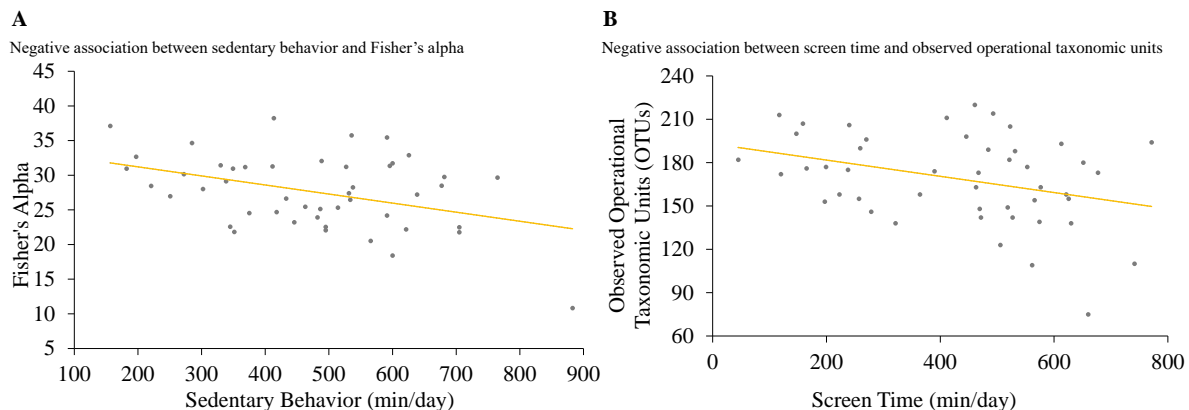 A
Negative association between sedentary behavior and Fisher's alpha
45
40
35
30
25
20
15
10
5
Fisher's Alpha
100 200 300 400 500 600 700 800 900
Sedentary Behavior (min/day)
B
Negative association between screen time and observed operational taxonomic units
240
210
180
150
120
90
60
Observed Operational
Taxonomic Units (OTUs)
0 200 400 600 800
Screen Time (min/day)